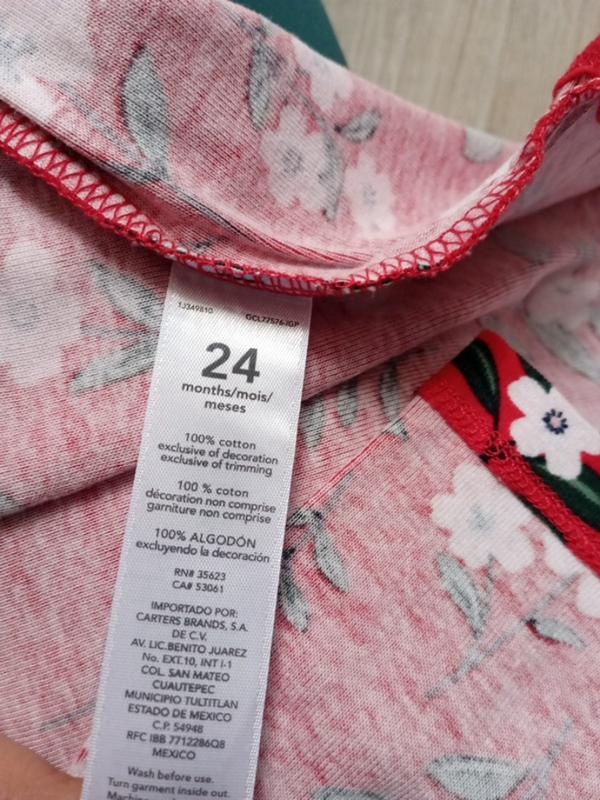 1J349810 OCL77576-IGP
24
months/mois/
meses
100% cotton
exclusive of decoration
exclusive of trimming
100 % coton
décoration non comprise
garniture non comprise
100% ALGODÓN
excluyendo la decoración
RN# 35623
CA# 53061
IMPORTADO POR:
CARTERS BRANDS, S.A.
DE C.V.
AV. LIC.BENITO JUAREZ
No. EXT.10, INT I-1
COL. SAN MATEO
CUAUTEPEC
MUNICIPIO TULTITLAN
ESTADO DE MEXICO
C.P. 54948
RFC IBB 7712286Q8
MEXICO
Wash before use.
Turn garment inside out.